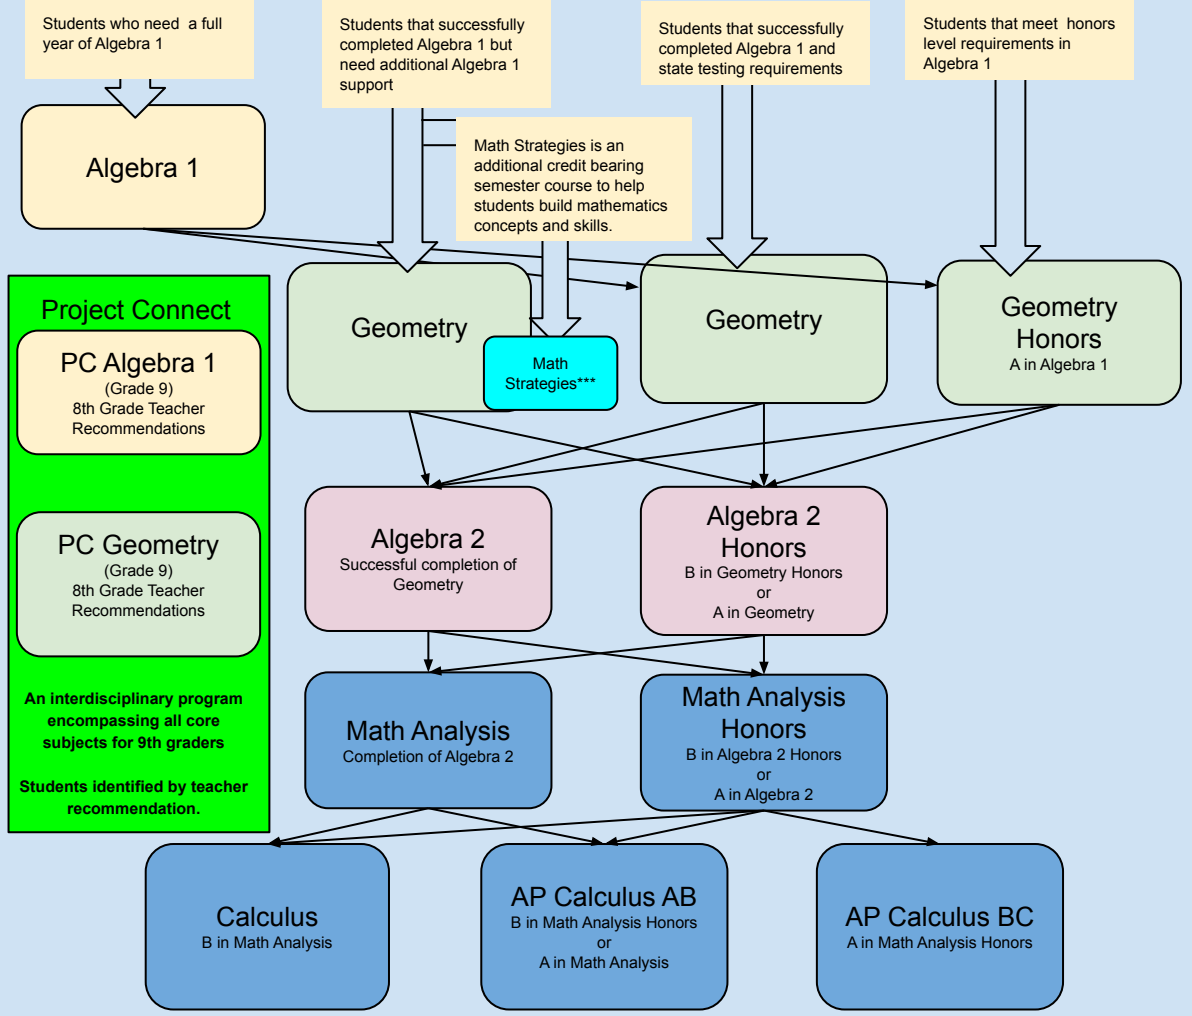 Students who need  a full
year of Algebra 1
Students that successfully
completed Algebra 1 but
need additional Algebra 1
support
Students that successfully
completed Algebra 1 and
state testing requirements
Students that meet  honors
level requirements in
Algebra 1
Math Strategies is an
additional credit bearing
semester course to help
students build mathematics
concepts and skills.
Algebra 1
Geometry
Math
Strategies***
Geometry
Geometry
Honors
A in Algebra 1
Project Connect
PC Algebra 1
(Grade 9)
8th Grade Teacher
Recommendations
PC Geometry
(Grade 9)
8th Grade Teacher
Recommendations
An interdisciplinary program
encompassing all core
subjects for 9th graders
Students identified by teacher
recommendation.
Algebra 2
Successful completion of
Geometry
Algebra 2
Honors
B in Geometry Honors
or
A in Geometry
Math Analysis
Completion of Algebra 2
Math Analysis
Honors
B in Algebra 2 Honors
or
A in Algebra 2
Calculus
B in Math Analysis
AP Calculus AB
B in Math Analysis Honors
or
A in Math Analysis
AP Calculus BC
A in Math Analysis Honors